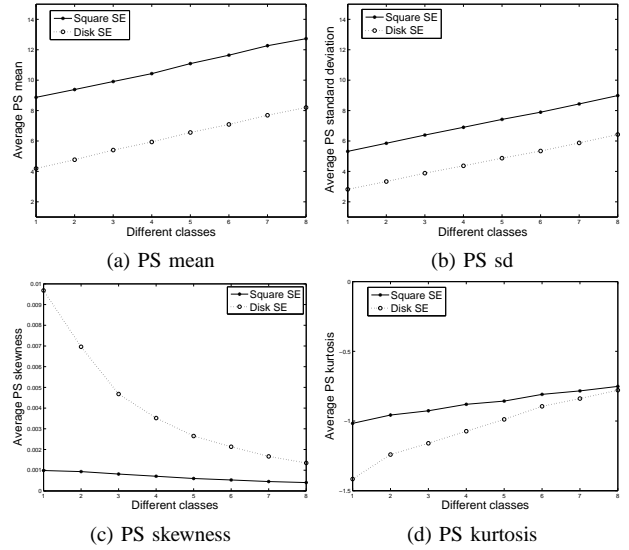 Square SE
Disk SE
Average PS mean
14
12
10
8
6
4
2
1 2 3 4 5 6 7 8
Different classes
(a) PS mean
Square SE
Disk SE
Average PS standard deviation
14
12
10
8
6
4
2
1 2 3 4 5 6 7 8
Different classes
(b) PS sd
Square SE
Disk SE
Average PS skewness
0.01
0.009
0.008
0.007
0.006
0.005
0.004
0.003
0.002
0.001
0
1 2 3 4 5 6 7 8
Different classes
(c) PS skewness
Square SE
Disk SE
Average PS kurtosis
0
−0.5
−1
−1.5
1 2 3 4 5 6 7 8
Different classes
(d) PS kurtosis